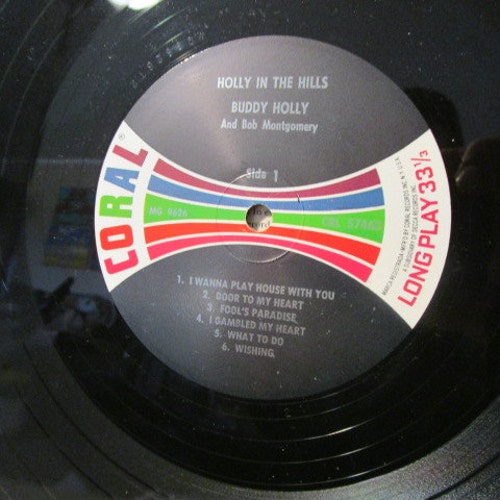 HOLLY IN THE HILLS
BUDDY HOLLY
And Bob Montgomery
Side 1
CORAL®
LONG PLAY 33 1/3
1. I WANNA PLAY HOUSE WITH YOU
2. DOOR TO MY HEART
3. FOOL'S PARADISE
4. I GAMBLED MY HEART
5. WHAT TO DO
6. WISHING